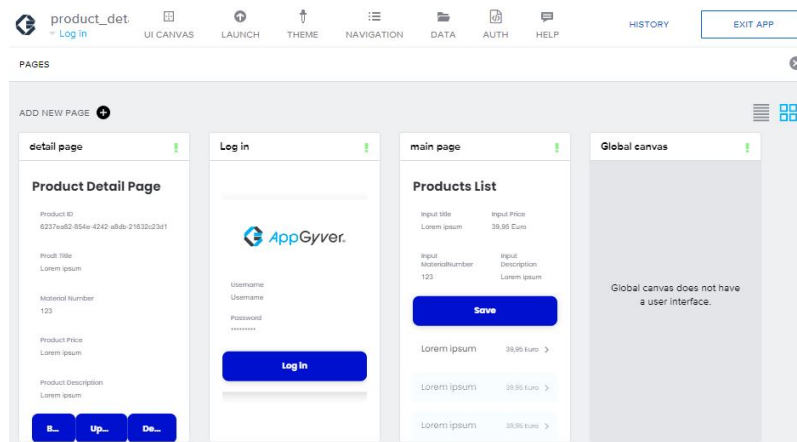 product_det
Log in
UI CANVAS
LAUNCH
THEME
NAVIGATION
DATA
AUTH
HELP
HISTORY
EXIT APP
PAGES
ADD NEW PAGE
detail page
Product Detail Page
Product ID
6237ea82-854e-4242-a8db-21632c23d1
Prodt Title
Lorem ipsum
Material Number
123
Product Price
Lorem ipsum
Product Description
Lorem ipsum
B...
Up...
De...
Log in
AppGyver.
Username
Username
Password
•••••••••
Log in
main page
Products List
Input title
Input Price
Lorem ipsum
39,95 Euro
Input
MaterialNumber
Input
Description
123
Lorem ipsum
Save
Lorem ipsum 39,95 Euro
Lorem ipsum 39,95 Euro
Lorem ipsum 39,95 Euro
Global canvas
Global canvas does not have
a user interface.